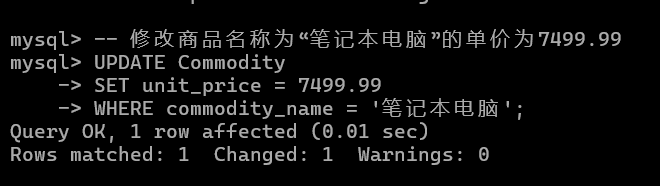 mysql> -- 修改商品名称为“笔记本电脑”的单价为7499.99
mysql> UPDATE Commodity
    -> SET unit_price = 7499.99
    -> WHERE commodity_name = '笔记本电脑';
Query OK, 1 row affected (0.01 sec)
Rows matched: 1  Changed: 1  Warnings: 0